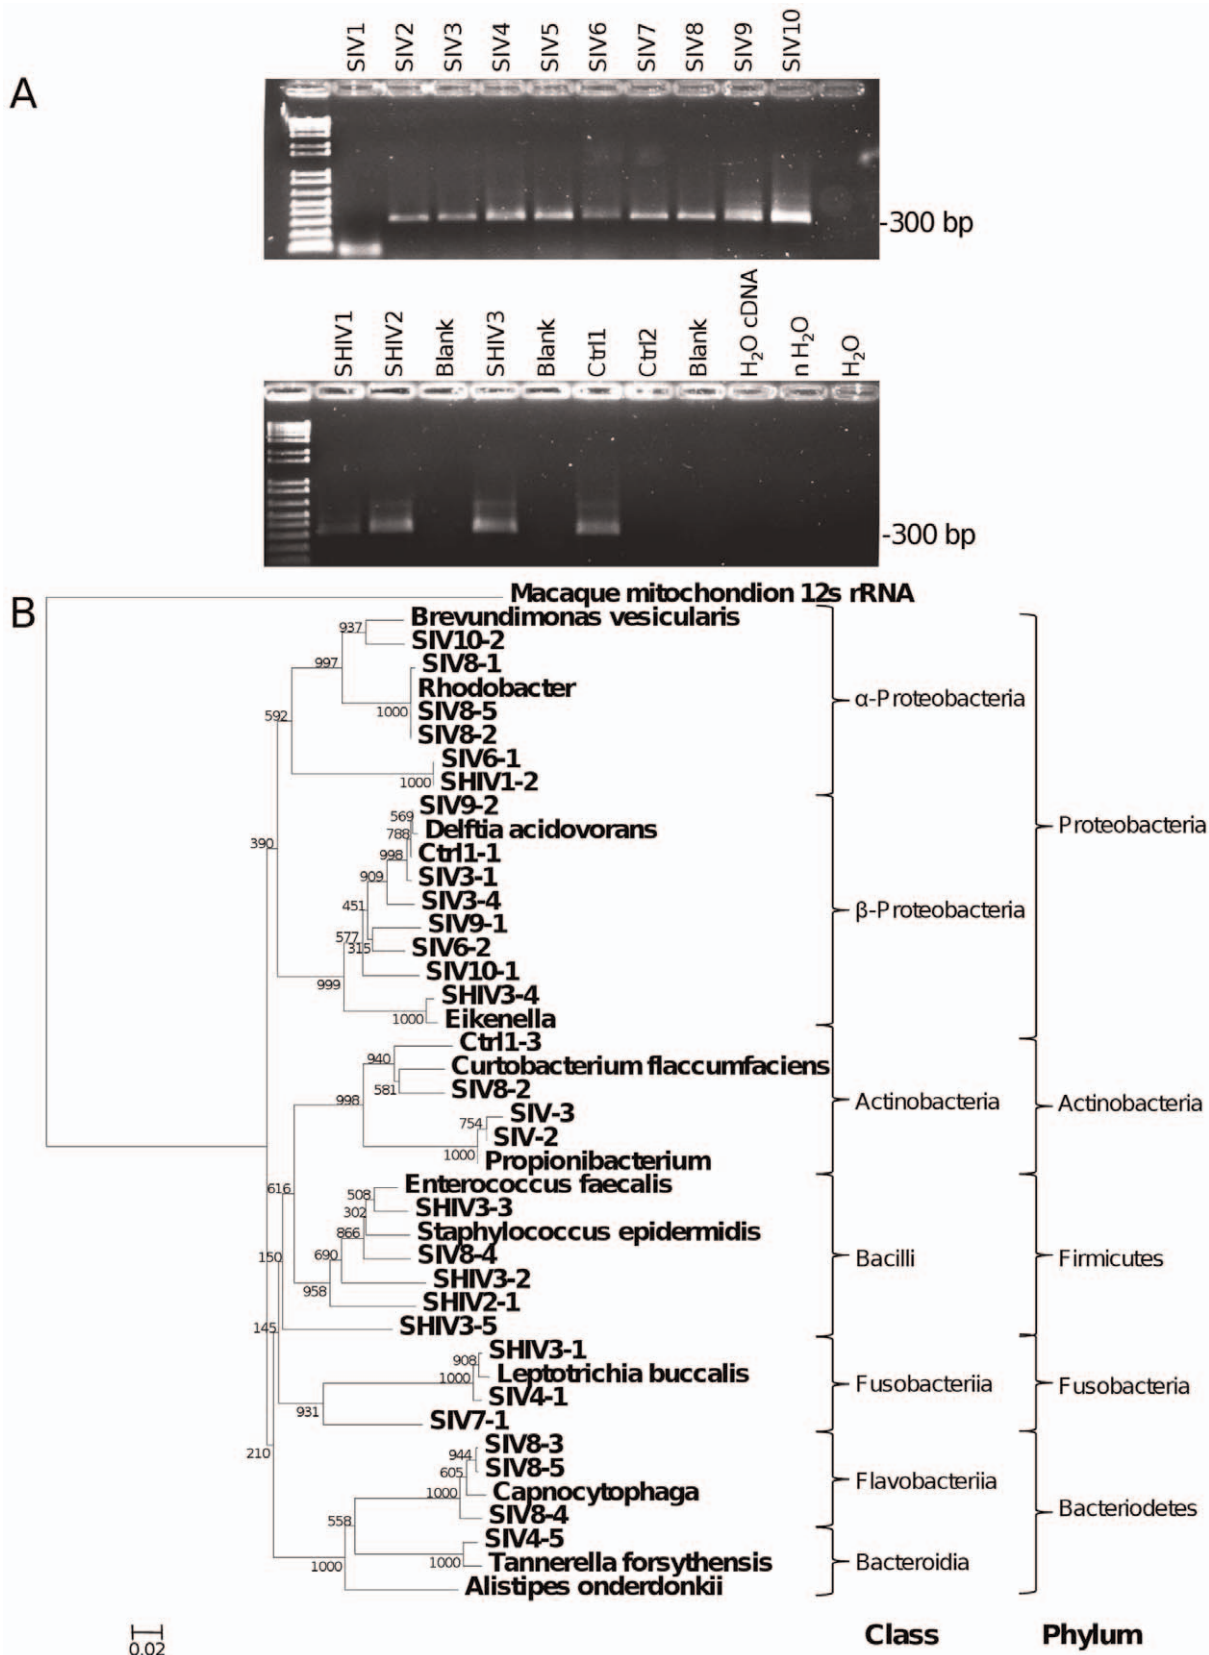 SIV1 SIV2 SIV3 SIV4 SIV5 SIV6 SIV7 SIV8 SIV9 SIV10
A
-300 bp
SHIV1 SHIV2 Blank SHIV3 Blank Ctrl1 Ctrl2 Blank H₂O cDNA n H₂O H₂O
-300 bp
B
Macaque mitochondion 12s rRNA
Brevundimonas vesicularis
937
SIV10-2
997
SIV8-1
Rhodobacter
α-Proteobacteria
SIV8-5
1000
592
SIV8-2
SIV6-1
1000
SHIV1-2
SIV9-2
569
Delftia acidovorans
Proteobacteria
788
390
Ctrl1-1
998
SIV3-1
909
SIV3-4
451
β-Proteobacteria
SIV9-1
577
315
SIV6-2
SIV10-1
999
SHIV3-4
1000
Eikenella
Ctrl1-3
940
Curtobacterium flaccumfaciens
581
SIV8-2
998
Actinobacteria
Actinobacteria
SIV-3
754
SIV-2
1000
Propionibacterium
616
Enterococcus faecalis
508
SHIV3-3
302
866
Staphylococcus epidermidis
690
150
SIV8-4
Bacilli
Firmicutes
SHIV3-2
958
SHIV2-1
145
SHIV3-5
SHIV3-1
908
1000
Leptotrichia buccalis
Fusobacteriia
Fusobacteria
SIV4-1
931
SIV7-1
SIV8-3
210
944
SIV8-5
605
Flavobacteriia
1000
Capnocytophaga
Bacteriodetes
SIV8-4
558
SIV4-5
1000
1000
Tannerella forsythensis
Bacteroidia
Alistipes onderdonkii
0.02
Class
Phylum